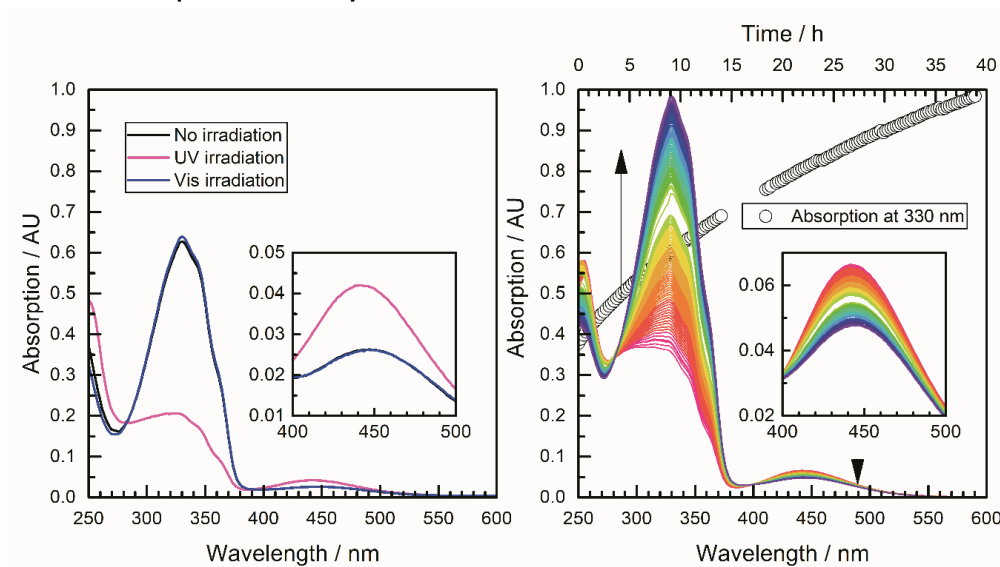 Time / h
0 5 10 15 20 25 30 35 40
1.0
0.9
0.8
0.7
0.6
0.5
0.4
0.3
0.2
0.1
0.0
Absorption / AU
No irradiation
UV irradiation
Vis irradiation
0.05
0.04
0.03
0.02
0.01
400 450 500
250 300 350 400 450 500 550 600
Wavelength / nm
1.0
0.9
0.8
0.7
0.6
0.5
0.4
0.3
0.2
0.1
0.0
Absorption / AU
Absorption at 330 nm
0.06
0.04
0.02
400 450 500
250 300 350 400 450 500 550 600
Wavelength / nm